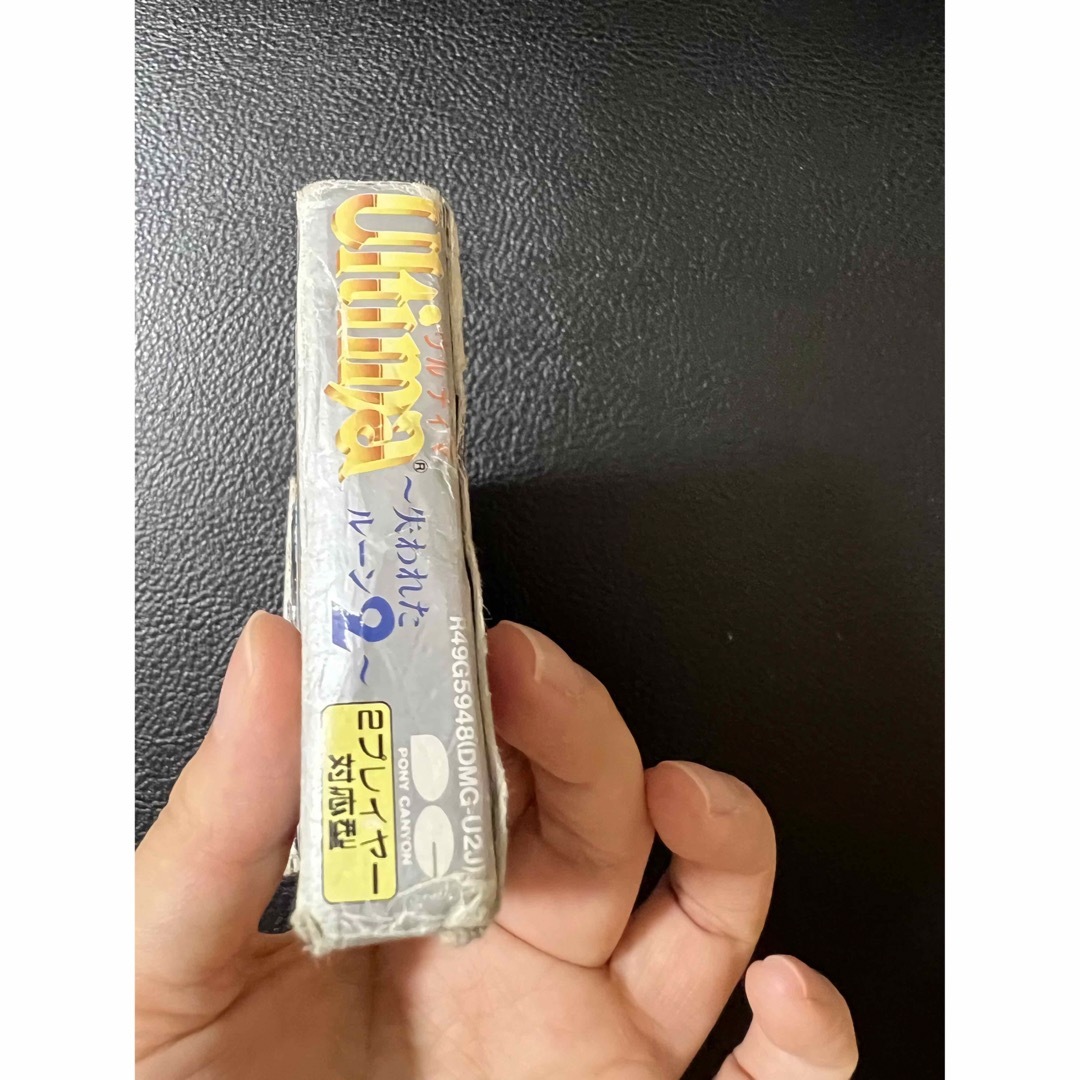 Ultima®
ウルティマ
〜失われた
ルーン2〜
R49G5948(DMG-U2J)
PONY CANYON
2プレイヤー
対応型